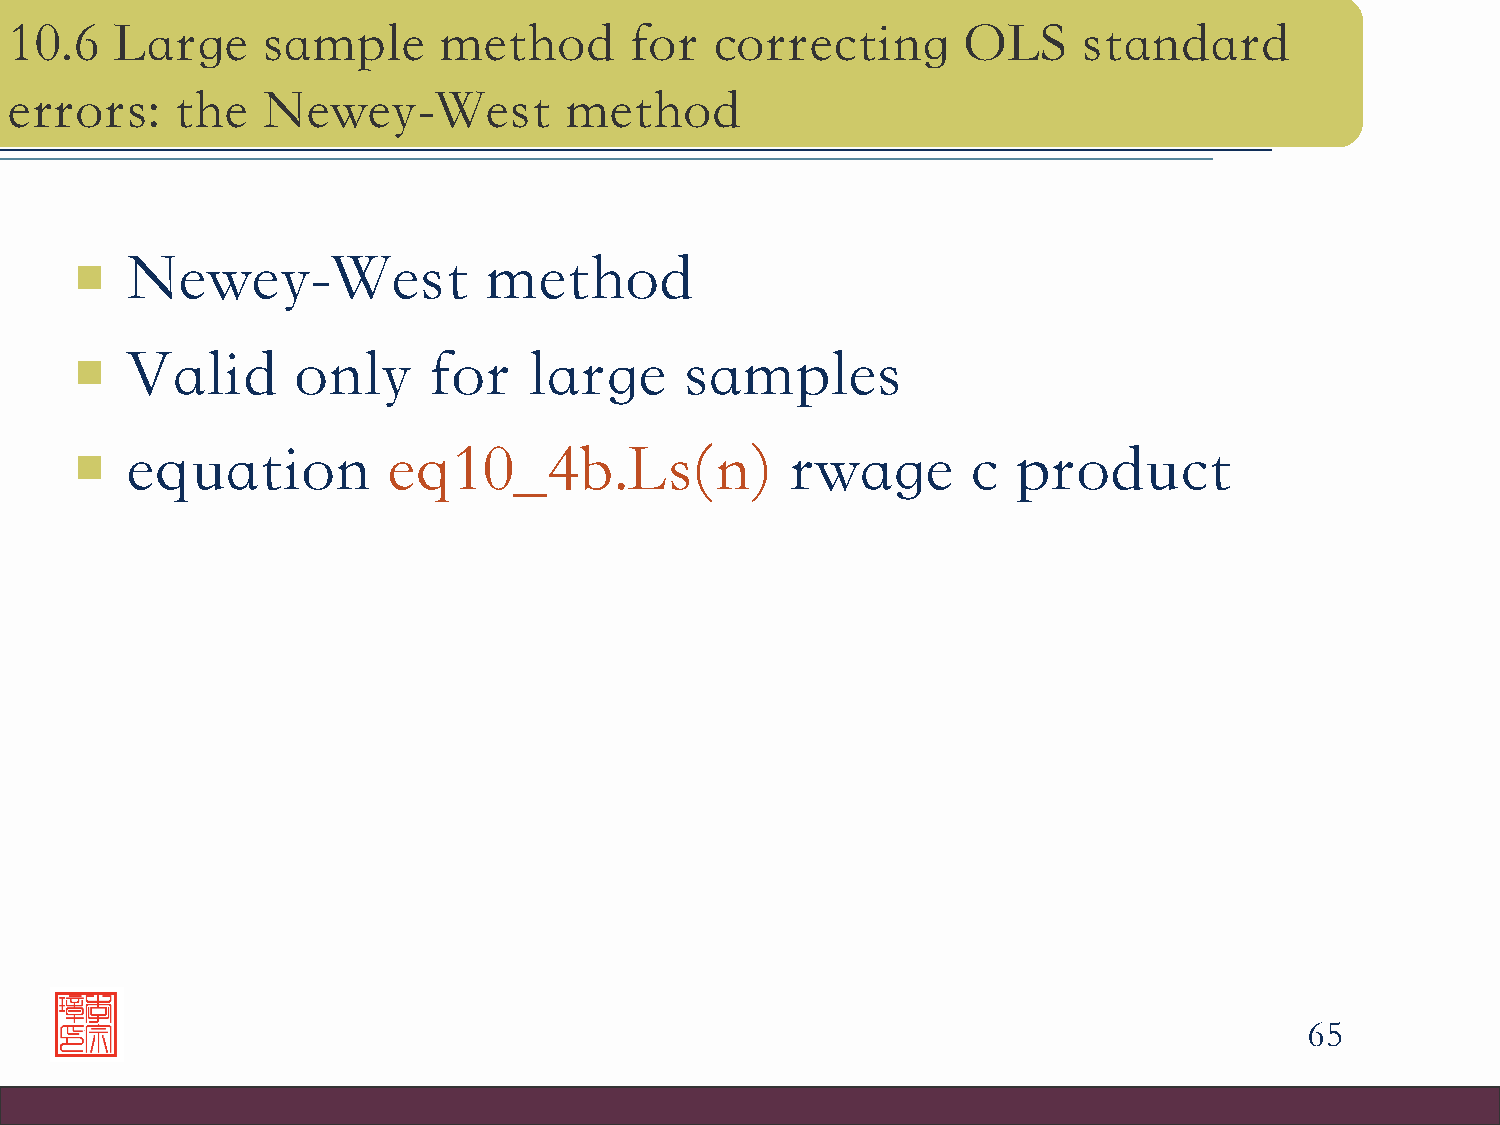 10.6 Large sample method for correcting OLS standard
errors: the Newey-West method
Newey-West method
Valid only for large samples
equation eq10_4b.Ls(n) rwage c product
65